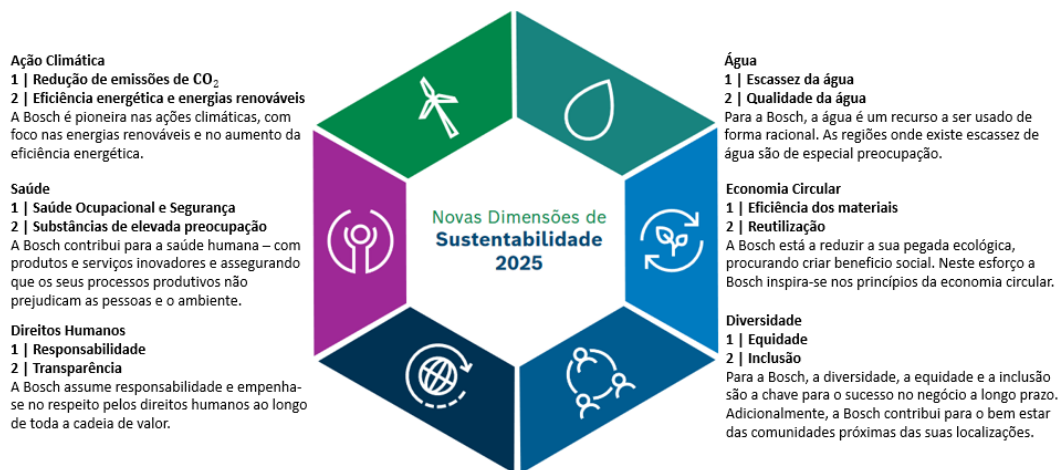 Ação Climática
1 | Redução de emissões de CO₂
2 | Eficiência energética e energias renováveis
A Bosch é pioneira nas ações climáticas, com
foco nas energias renováveis e no aumento da
eficiência energética.
Saúde
1 | Saúde Ocupacional e Segurança
2 | Substâncias de elevada preocupação
A Bosch contribui para a saúde humana – com
produtos e serviços inovadores e assegurando
que os seus processos produtivos não
prejudicam as pessoas e o ambiente.
Direitos Humanos
1 | Responsabilidade
2 | Transparência
A Bosch assume responsabilidade e empenha-
se no respeito pelos direitos humanos ao longo
de toda a cadeia de valor.
Novas Dimensões de
Sustentabilidade
2025
Água
1 | Escassez da água
2 | Qualidade da água
Para a Bosch, a água é um recurso a ser usado de
forma racional. As regiões onde existe escassez de
água são de especial preocupação.
Economia Circular
1 | Eficiência dos materiais
2 | Reutilização
A Bosch está a reduzir a sua pegada ecológica,
procurando criar beneficio social. Neste esforço a
Bosch inspira-se nos princípios da economia circular.
Diversidade
1 | Equidade
2 | Inclusão
Para a Bosch, a diversidade, a equidade e a inclusão
são a chave para o sucesso no negócio a longo prazo.
Adicionalmente, a Bosch contribui para o bem estar
das comunidades próximas das suas localizações.